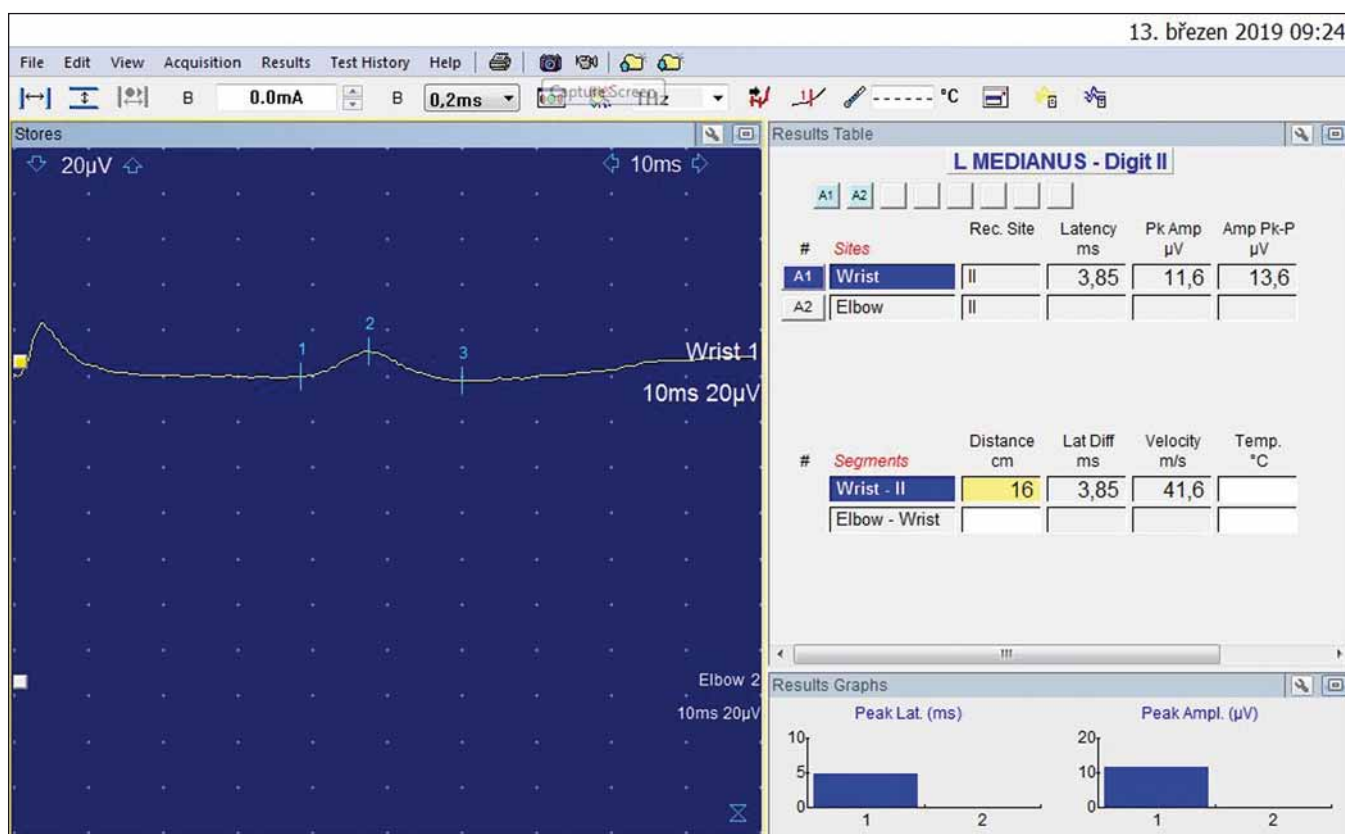 13. březen 2019 09:24
File Edit View Acquisition Results Test History Help
B 0.0mA B 0,2ms Capture Screen Hz ------ °C
Stores
20µV 10ms
1 2 3
Wrist 1
10ms 20µV
Elbow 2
10ms 20µV
Results Table
L MEDIANUS - Digit II
A1 A2
# Sites Rec. Site Latency ms Pk Amp µV Amp Pk-P µV
A1 Wrist II 3,85 11,6 13,6
A2 Elbow II
# Segments Distance cm Lat Diff ms Velocity m/s Temp. °C
Wrist - II 16 3,85 41,6
Elbow - Wrist
Results Graphs
Peak Lat. (ms)
10
5
0
1 2
Peak Ampl. (µV)
20
10
0
1 2